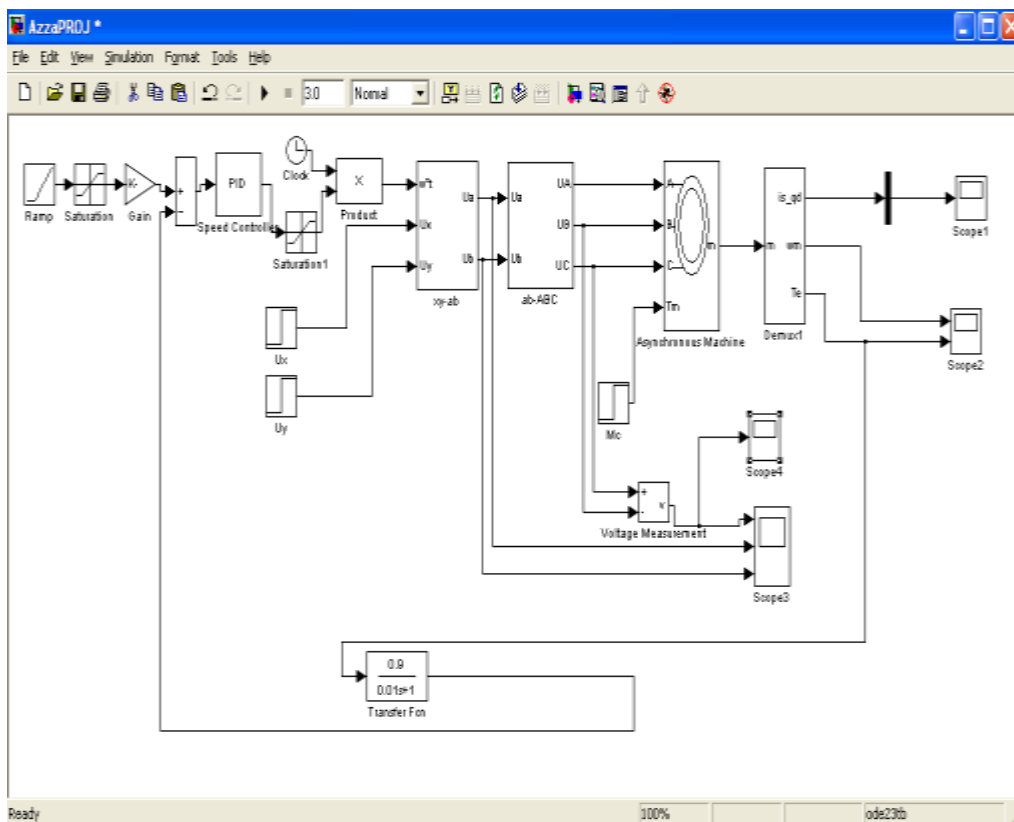 AzzaPROJ *
File Edit View Simulation Format Tools Help
3.0 Normal
Ramp
Saturation
K-
Gain
+
-
PID
Speed Controller
Clock
Saturation1
X
Product
w*t
Ux
Uy
Ua
Ub
xy-ab
Ua
Ub
UA
UB
UC
ab-ABC
A
B
C
Tm
m
Asynchronous Machine
m
is_qd
wm
Te
Demux1
Scope1
Scope2
Ux
Uy
Mc
Scope4
+
-
v
Voltage Measurement
Scope3
0.9
0.01s+1
Transfer Fcn
Ready 100% ode23tb